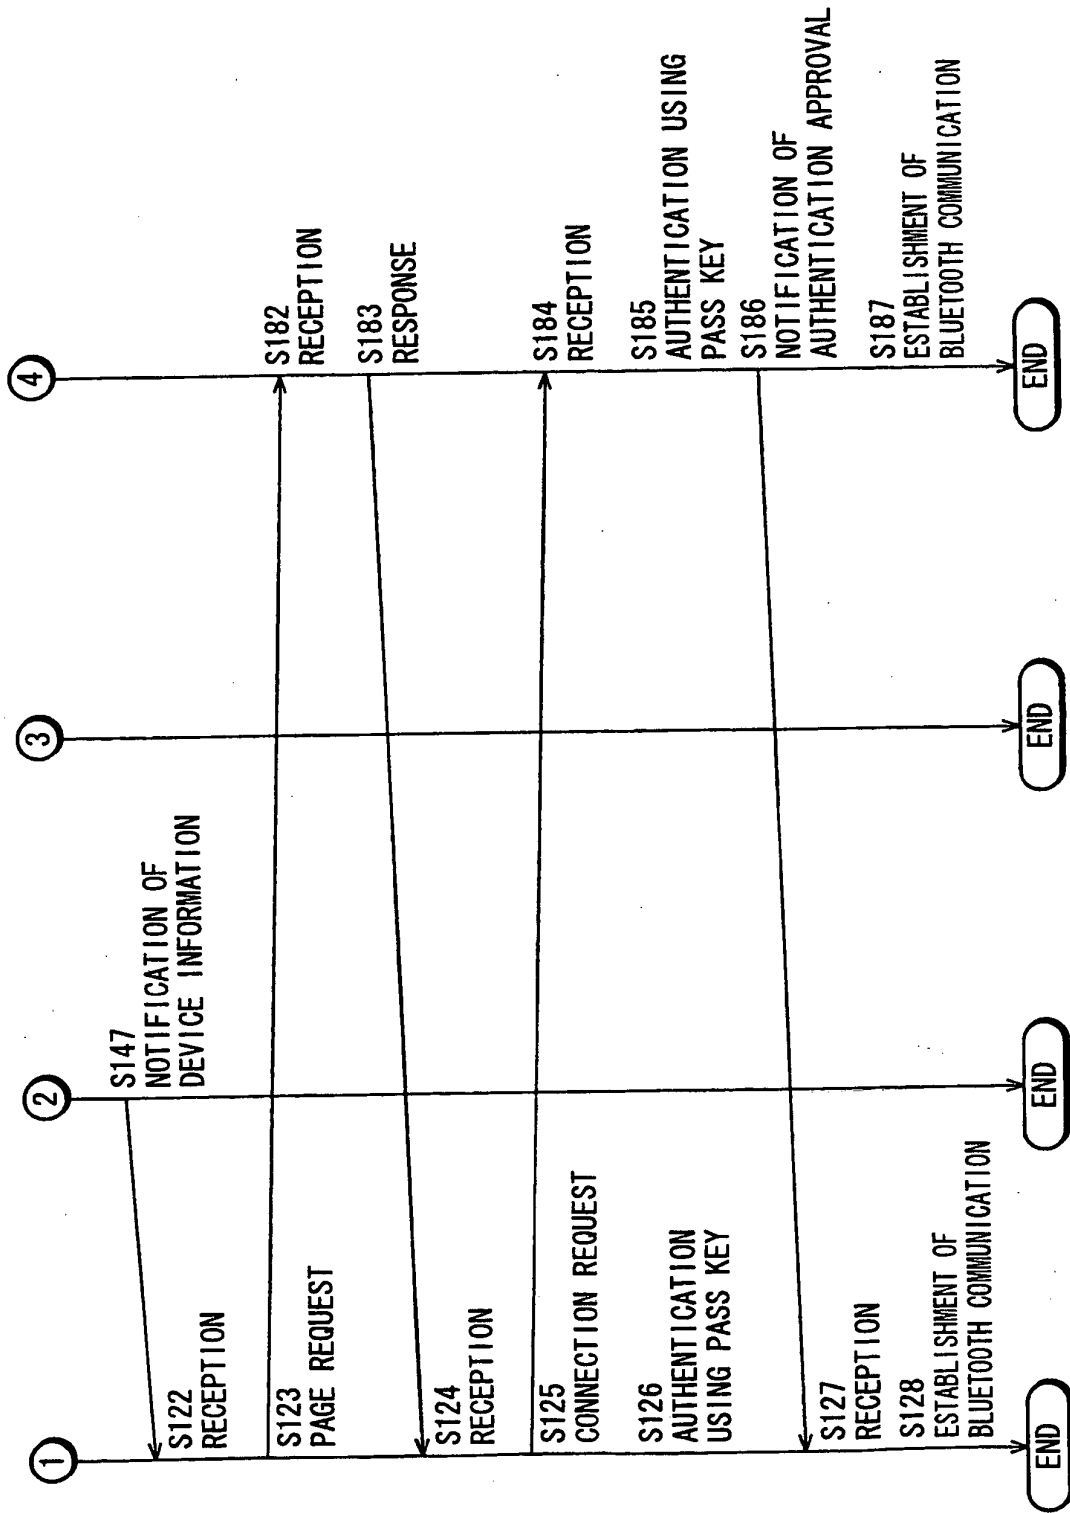 1
2
3
4
S147
NOTIFICATION OF
DEVICE INFORMATION
S122
RECEPTION
S123
PAGE REQUEST
S182
RECEPTION
S183
RESPONSE
S124
RECEPTION
S125
CONNECTION REQUEST
S184
RECEPTION
S126
AUTHENTICATION
USING PASS KEY
S185
AUTHENTICATION USING
PASS KEY
S186
NOTIFICATION OF
AUTHENTICATION APPROVAL
S127
RECEPTION
S128
ESTABLISHMENT OF
BLUETOOTH COMMUNICATION
S187
ESTABLISHMENT OF
BLUETOOTH COMMUNICATION
END
END
END
END